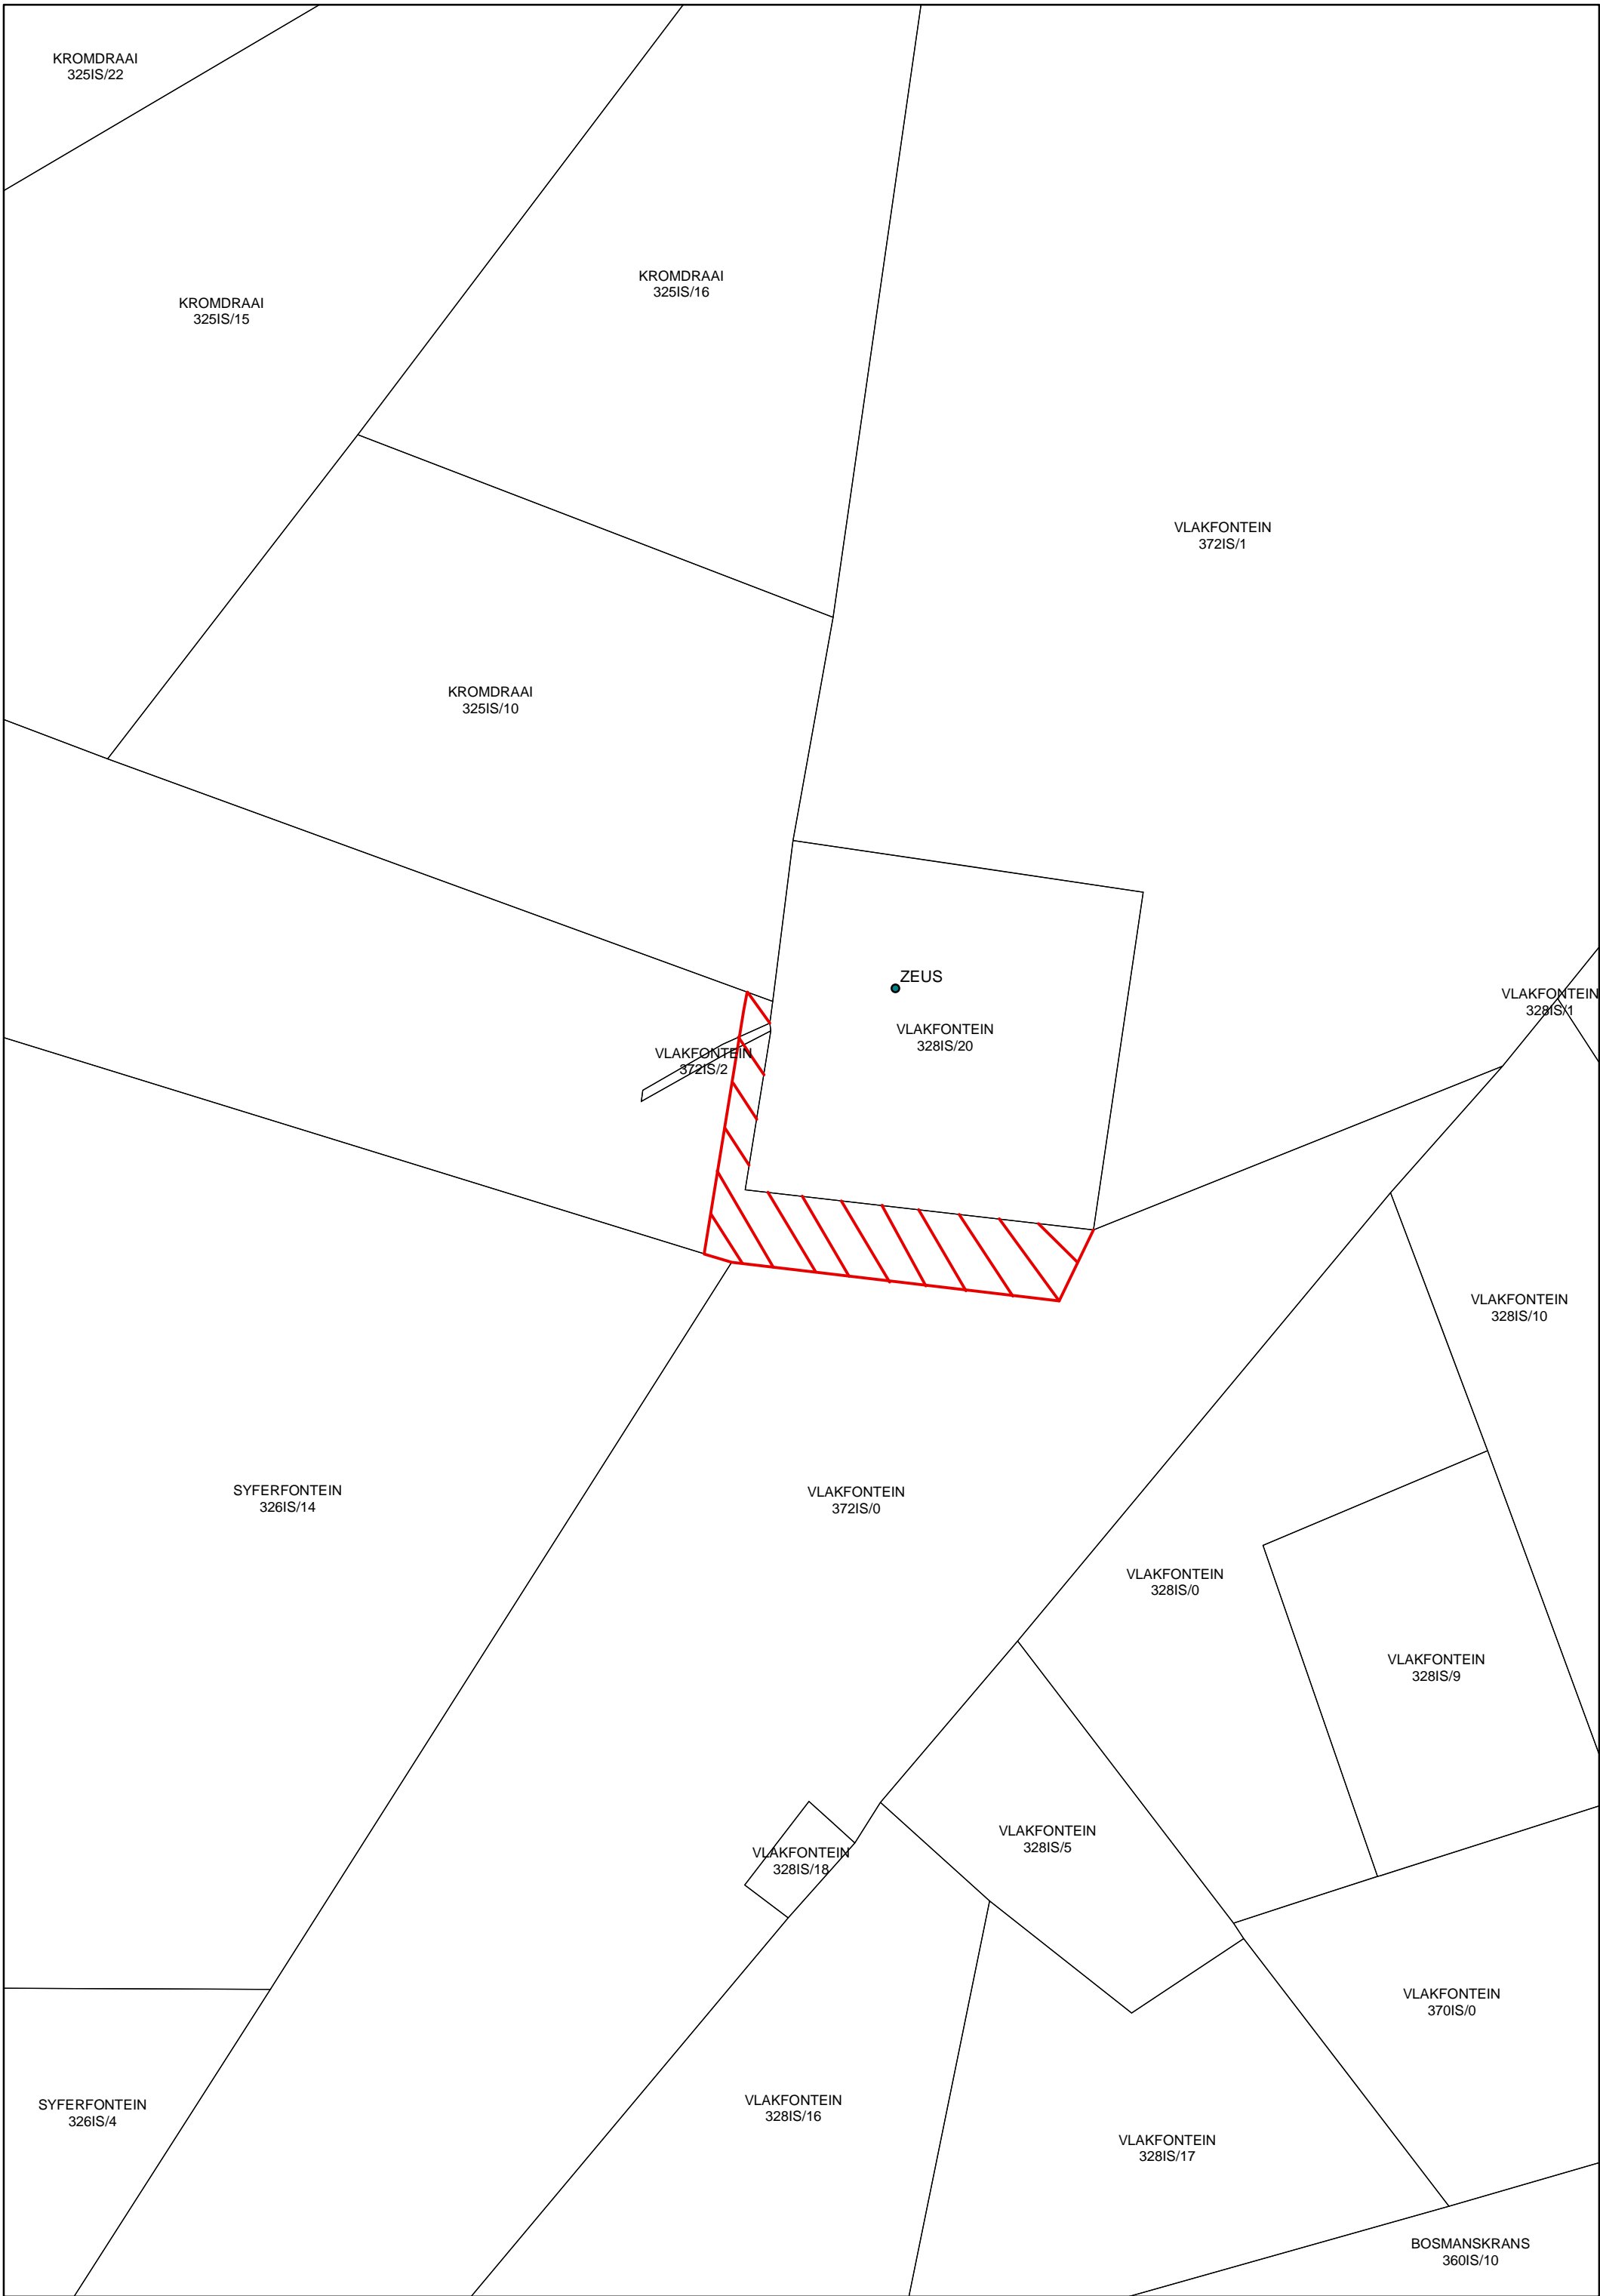 KROMDRAAI
325IS/22
KROMDRAAI
325IS/16
KROMDRAAI
325IS/15
VLAKFONTEIN
372IS/1
KROMDRAAI
325IS/10
ZEUS
VLAKFONTEIN
328IS/1
VLAKFONTEIN
328IS/20
VLAKFONTEIN
372IS/2
VLAKFONTEIN
328IS/10
SYFERFONTEIN
326IS/14
VLAKFONTEIN
372IS/0
VLAKFONTEIN
328IS/0
VLAKFONTEIN
328IS/9
VLAKFONTEIN
328IS/5
VLAKFONTEIN
328IS/18
VLAKFONTEIN
370IS/0
SYFERFONTEIN
326IS/4
VLAKFONTEIN
328IS/16
VLAKFONTEIN
328IS/17
BOSMANSKRANS
360IS/10